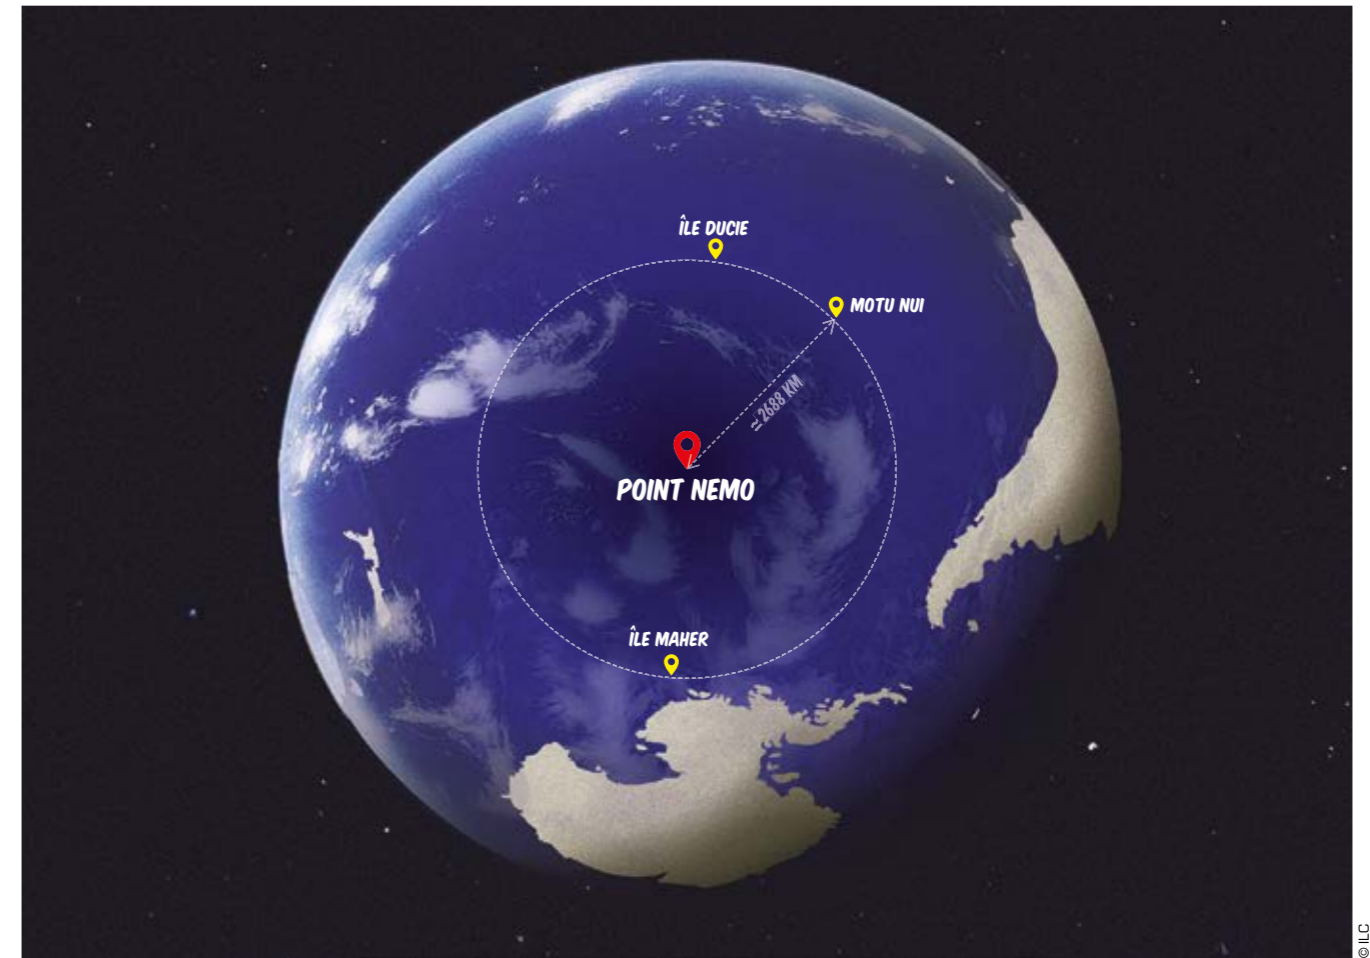 ÎLE DUCIE
MOTU NUI
≃ 2688 KM
POINT NEMO
ÎLE MAHER
© ILC